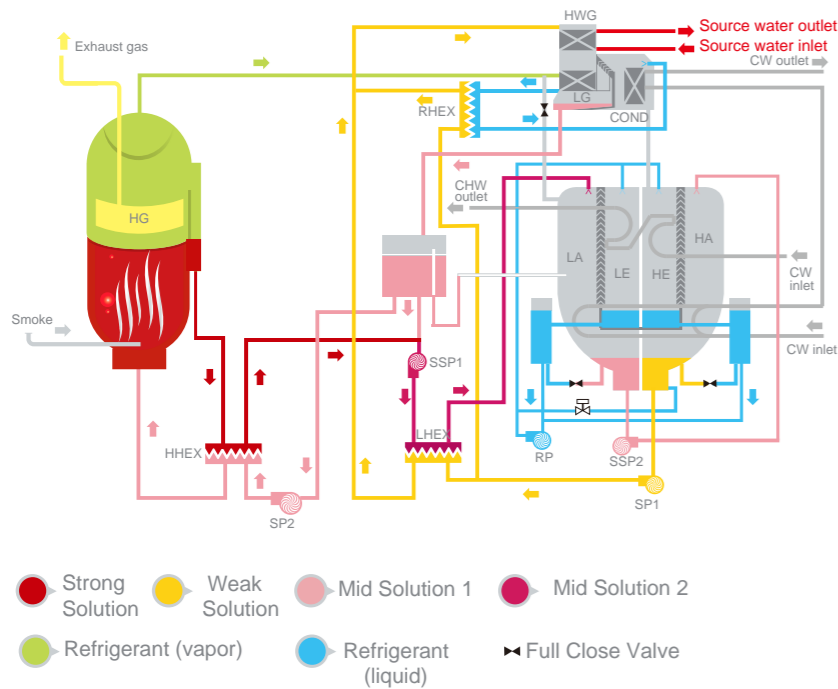 HWG
Source water outlet
Source water inlet
Exhaust gas
CW outlet
LG
RHEX
COND
CHW
outlet
HG
LA
LE
HE
HA
CW
inlet
Smoke
CW inlet
SSP1
LHEX
HHEX
RP
SSP2
SP1
SP2
Strong
Solution
Weak
Solution
Mid Solution 1
Mid Solution 2
Refrigerant (vapor)
Refrigerant
(liquid)
Full Close Valve